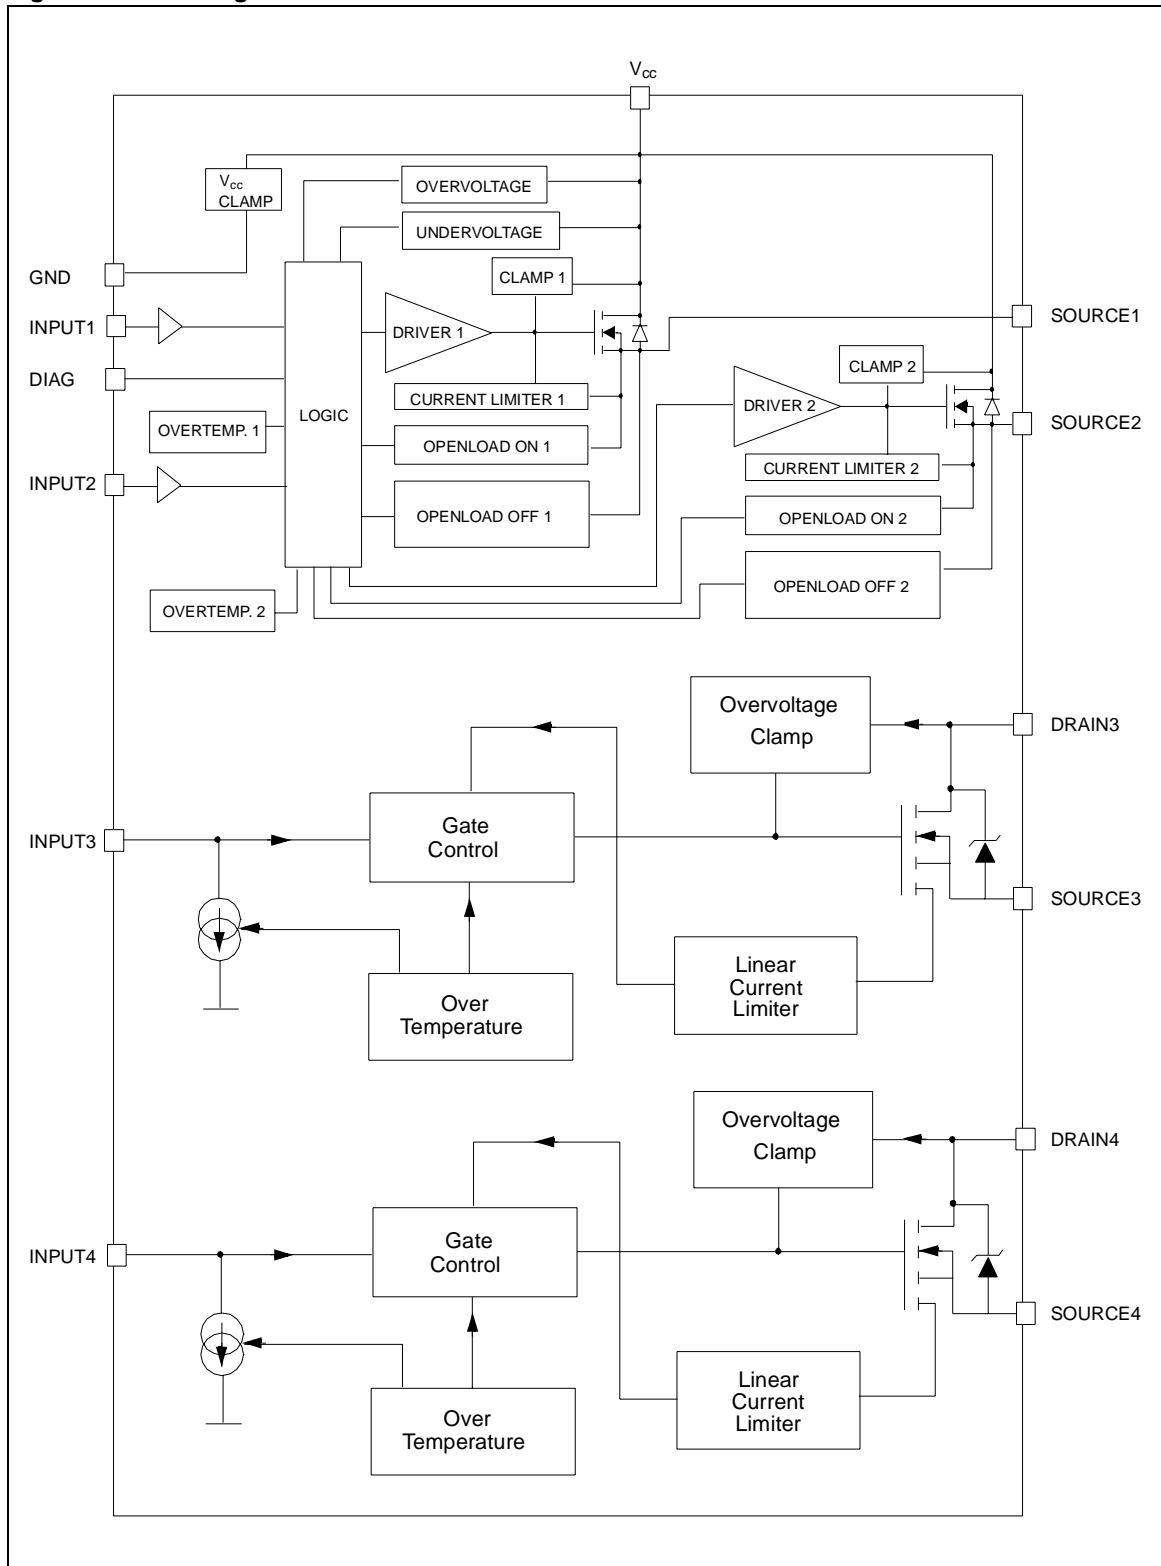 Vcc
Vcc
CLAMP
OVERVOLTAGE
UNDERVOLTAGE
GND
CLAMP 1
INPUT1
DRIVER 1
SOURCE1
DIAG
CLAMP 2
CURRENT LIMITER 1
DRIVER 2
LOGIC
OVERTEMP. 1
SOURCE2
OPENLOAD ON 1
CURRENT LIMITER 2
INPUT2
OPENLOAD OFF 1
OPENLOAD ON 2
OPENLOAD OFF 2
OVERTEMP. 2
Overvoltage
Clamp
DRAIN3
Gate
Control
INPUT3
SOURCE3
Linear
Current
Limiter
Over
Temperature
Overvoltage
Clamp
DRAIN4
Gate
Control
INPUT4
SOURCE4
Linear
Current
Limiter
Over
Temperature